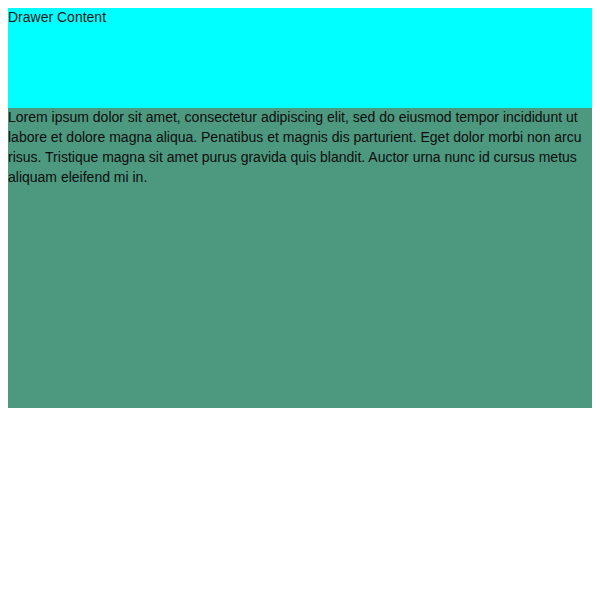 Drawer Content
Lorem ipsum dolor sit amet, consectetur adipiscing elit, sed do eiusmod tempor incididunt ut
labore et dolore magna aliqua. Penatibus et magnis dis parturient. Eget dolor morbi non arcu
risus. Tristique magna sit amet purus gravida quis blandit. Auctor urna nunc id cursus metus
aliquam eleifend mi in.